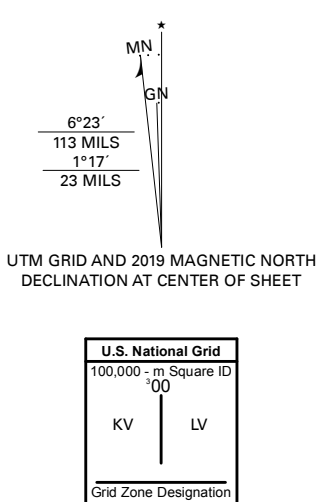 ★
MN
GN
6°23´
113 MILS
1°17´
23 MILS
UTM GRID AND 2019 MAGNETIC NORTH
DECLINATION AT CENTER OF SHEET
U.S. National Grid
100,000 - m Square ID
³00
KV LV
Grid Zone Designation